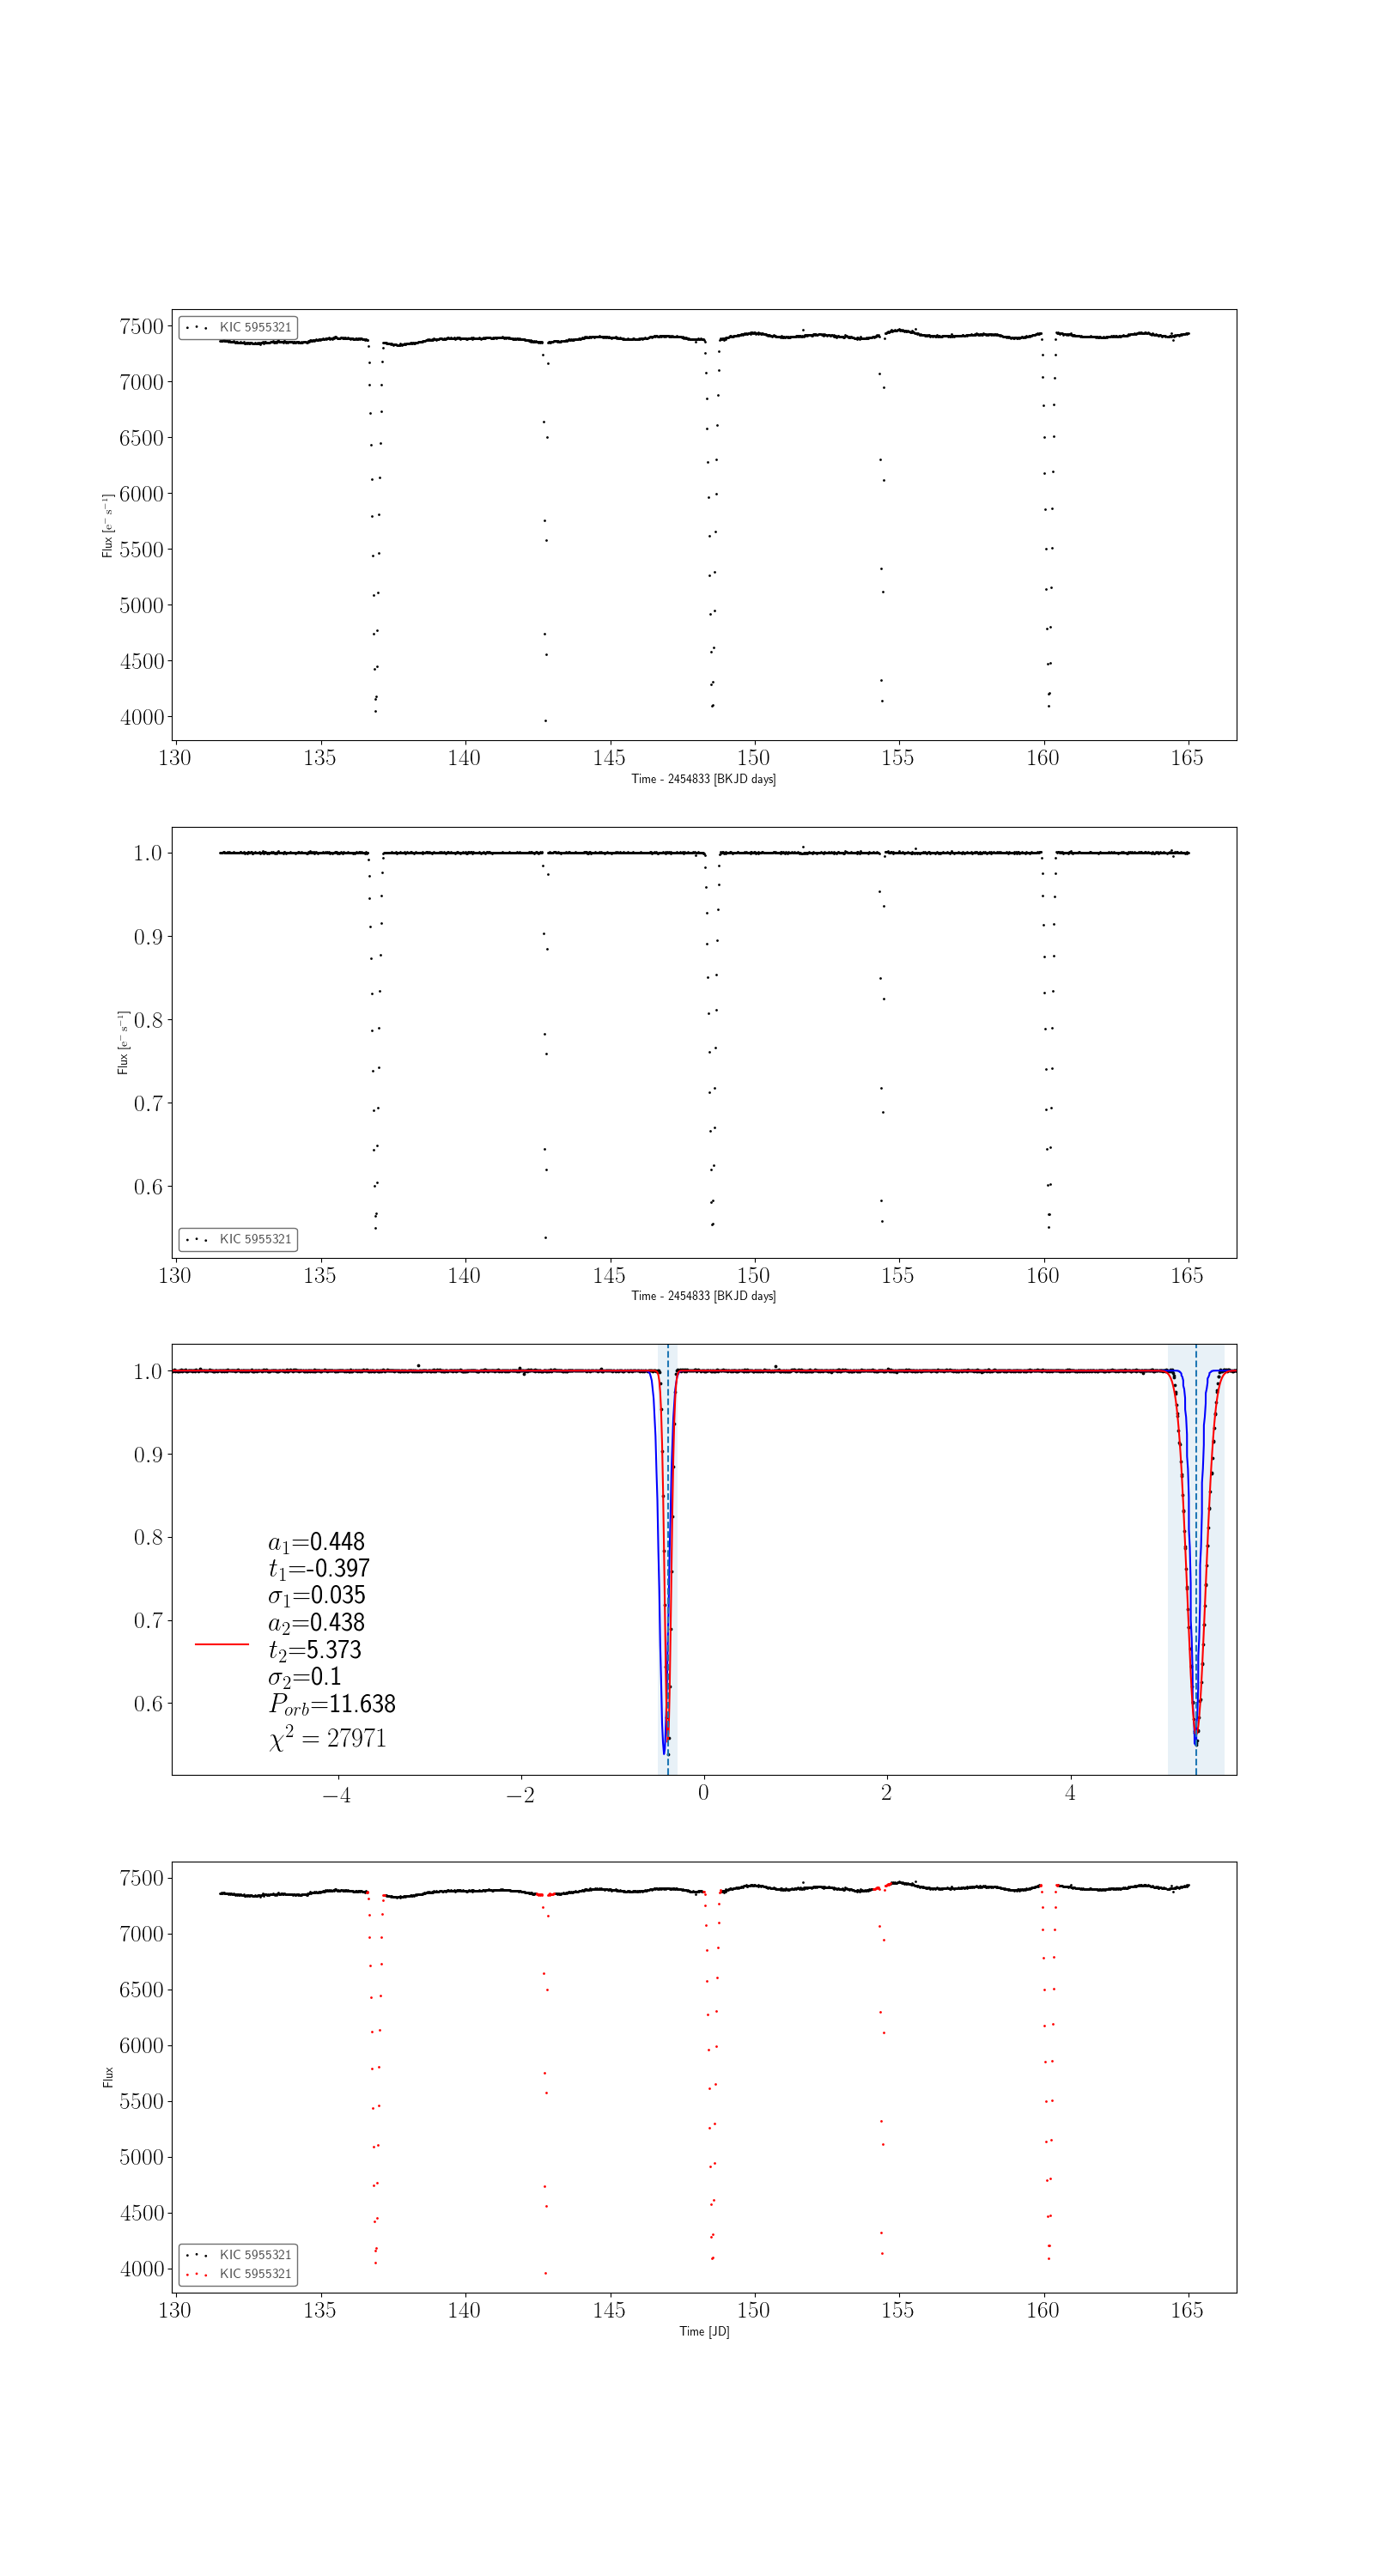 7500
7000
6500
6000
5500
5000
4500
4000
Flux [e⁻ s⁻¹]
KIC 5955321
130 135 140 145 150 155 160 165
Time - 2454833 [BKJD days]
1.0
0.9
0.8
0.7
0.6
Flux [e⁻ s⁻¹]
KIC 5955321
130 135 140 145 150 155 160 165
Time - 2454833 [BKJD days]
1.0
0.9
0.8
0.7
0.6
a₁=0.448
t₁=-0.397
σ₁=0.035
a₂=0.438
t₂=5.373
σ₂=0.1
P_orb=11.638
χ² = 27971
−4 −2 0 2 4
7500
7000
6500
6000
5500
5000
4500
4000
Flux
KIC 5955321
KIC 5955321
130 135 140 145 150 155 160 165
Time [JD]